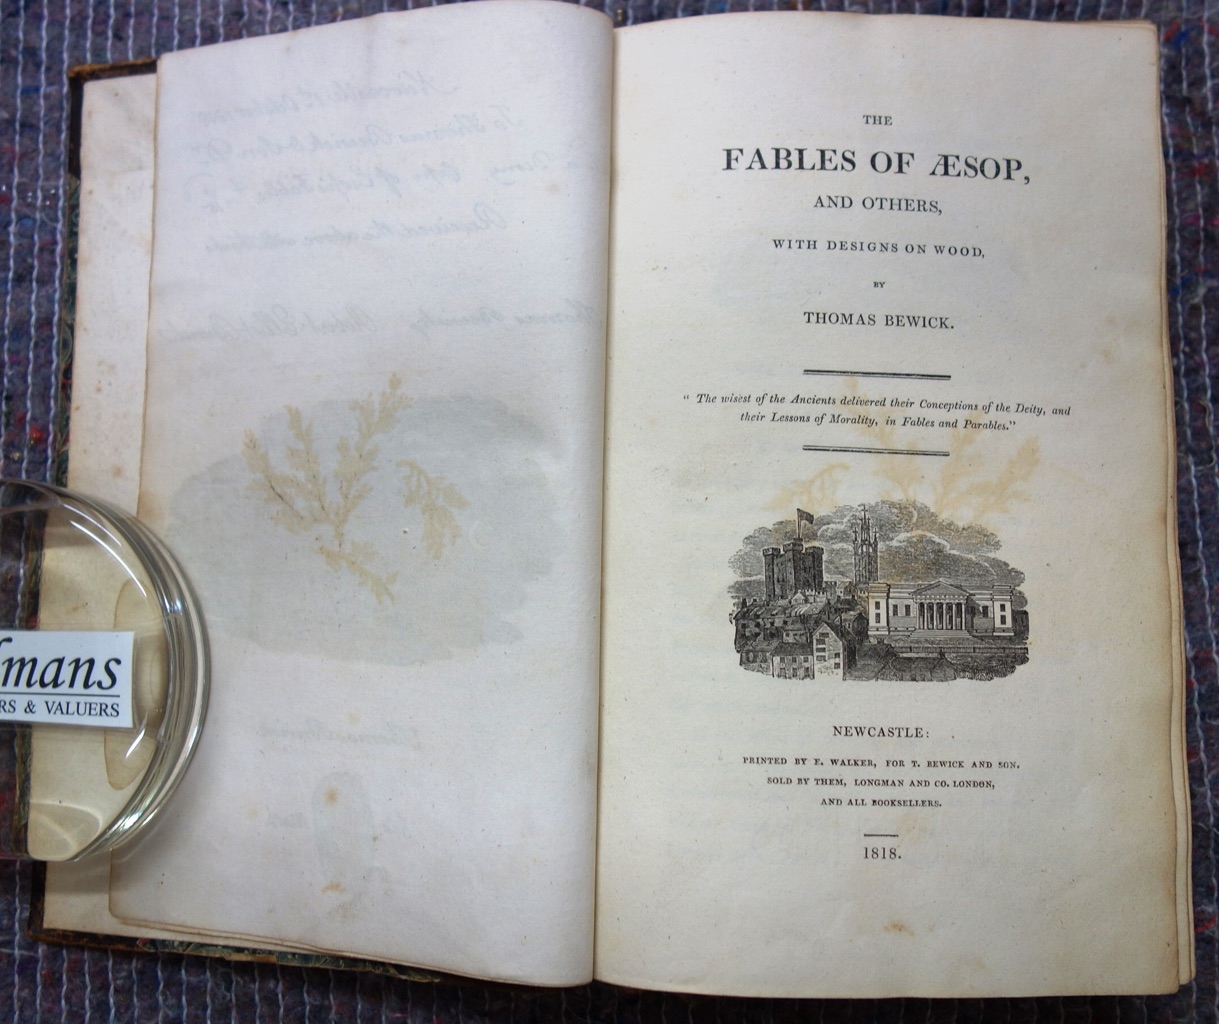 THE
FABLES OF ÆSOP,
AND OTHERS,
WITH DESIGNS ON WOOD,
BY
THOMAS BEWICK.
“ The wisest of the Ancients delivered their Conceptions of the Deity, and
their Lessons of Morality, in Fables and Parables.”
NEWCASTLE:
PRINTED BY E. WALKER, FOR T. BEWICK AND SON.
SOLD BY THEM, LONGMAN AND CO. LONDON,
AND ALL BOOKSELLERS.
1818.
mans
RS & VALUERS